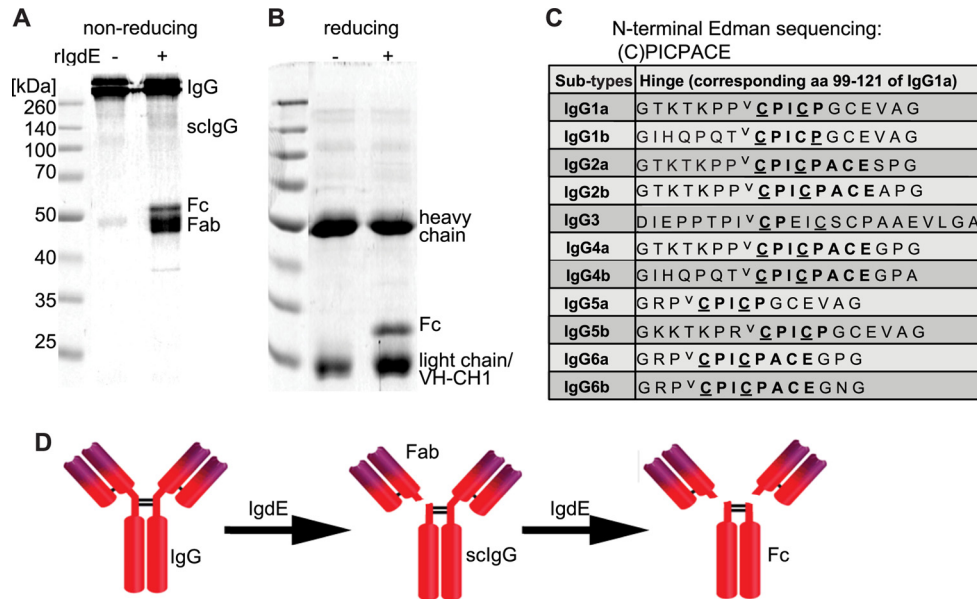 A
non-reducing
rIgdE - +
[kDa]
260
140
100
70
50
40
35
25
IgG
scIgG
Fc
Fab
B
reducing
- +
heavy
chain
Fc
light chain/
VH-CH1
C
N-terminal Edman sequencing:
(C)PICPACE
Sub-types Hinge (corresponding aa 99-121 of IgG1a)
IgG1a G T K T K P P v C P I C P G C E V A G
IgG1b G I H Q P Q T v C P I C P G C E V A G
IgG2a G T K T K P P v C P I C P A C E S P G
IgG2b G T K T K P P v C P I C P A C E A P G
IgG3 D I E P P T P I v C P E I C S C P A A E V L G A
IgG4a G T K T K P P v C P I C P A C E G P G
IgG4b G I H Q P Q T v C P I C P A C E G P A
IgG5a G R P v C P I C P G C E V A G
IgG5b G K K T K P R v C P I C P G C E V A G
IgG6a G R P v C P I C P A C E G P G
IgG6b G R P v C P I C P A C E G N G
D
IgG
IgdE
Fab
scIgG
IgdE
Fc